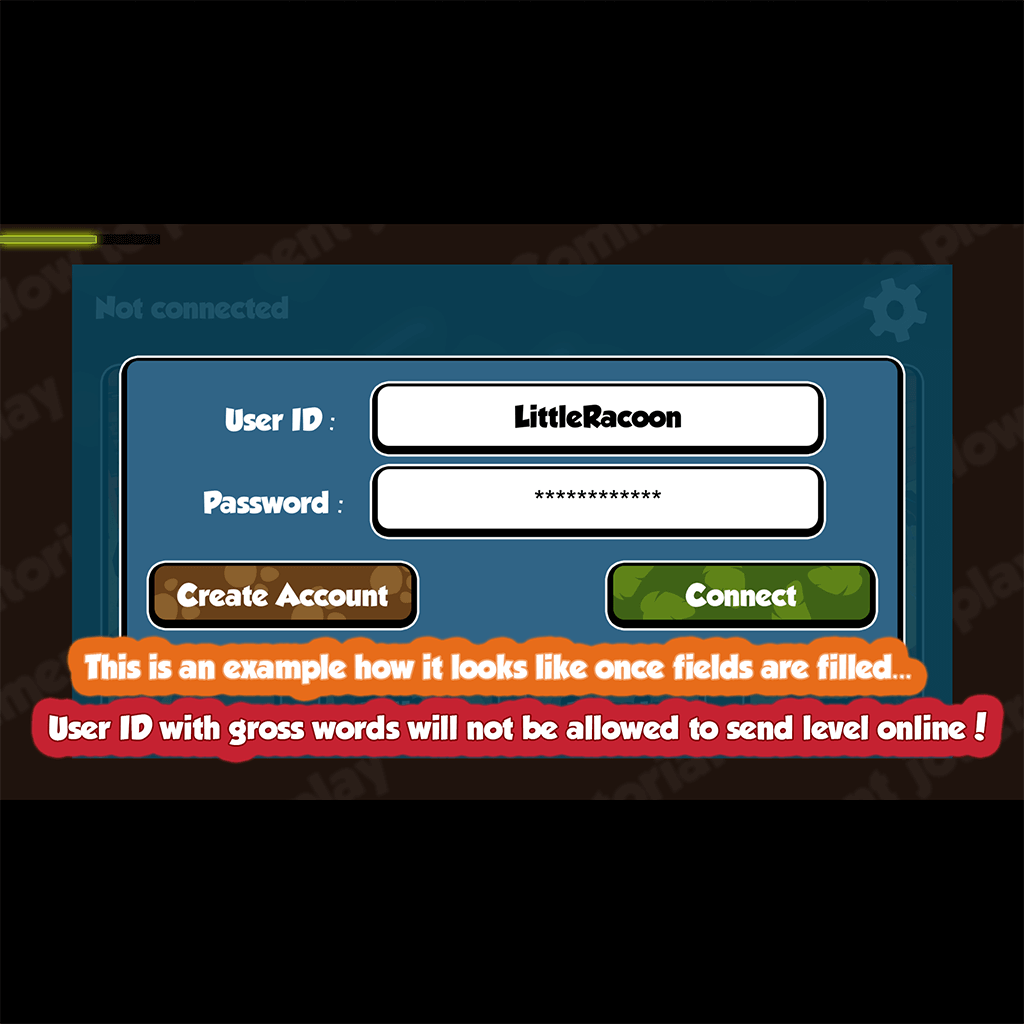 Not connected
User ID :
LittleRacoon
Password :
************
Create Account
Connect
This is an example how it looks like once fields are filled...
User ID with gross words will not be allowed to send level online !